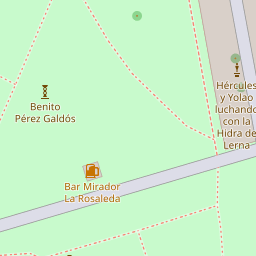 Hércules
y Yolao
luchando
con la
Hidra de
Lerna
Benito
Pérez Galdós
Bar Mirador
La Rosaleda